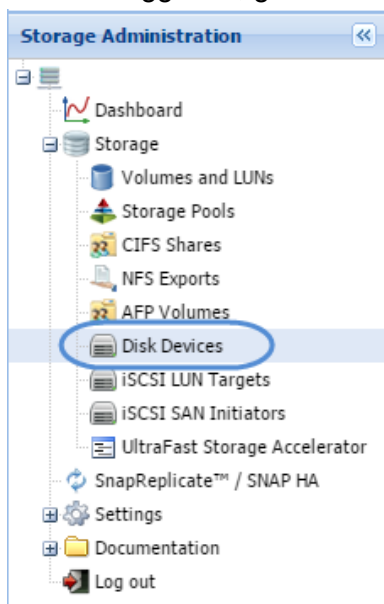 Storage Administration
Dashboard
Storage
Volumes and LUNs
Storage Pools
CIFS Shares
NFS Exports
AFP Volumes
Disk Devices
iSCSI LUN Targets
iSCSI SAN Initiators
UltraFast Storage Accelerator
SnapReplicate™ / SNAP HA
Settings
Documentation
Log out